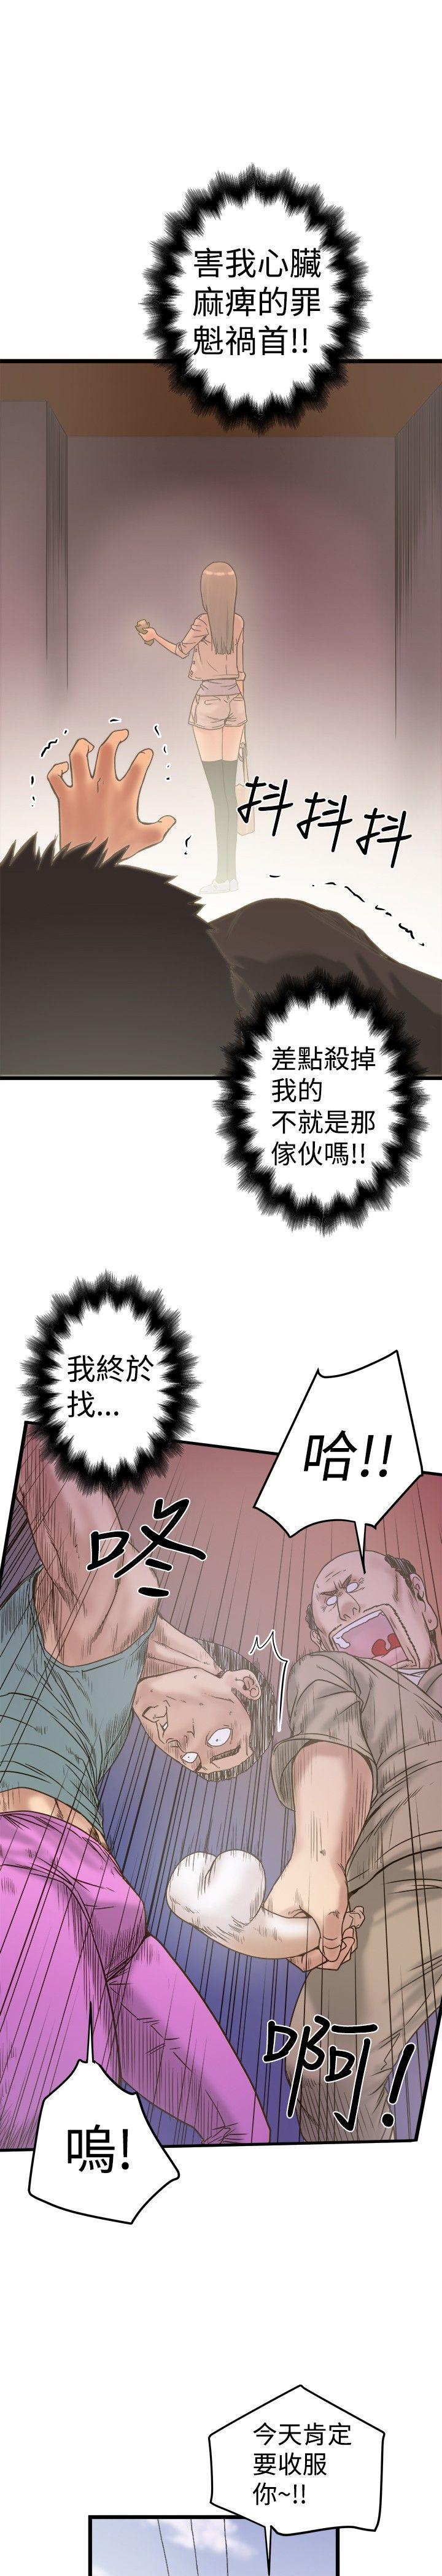 害我心臟
麻痺的罪
魁禍首!!
抖抖抖
差點殺掉
我的
不就是那
傢伙嗎!!
我終於
找...
哈!!
咚
啊!
嗚!
今天肯定
要收服
你~!!